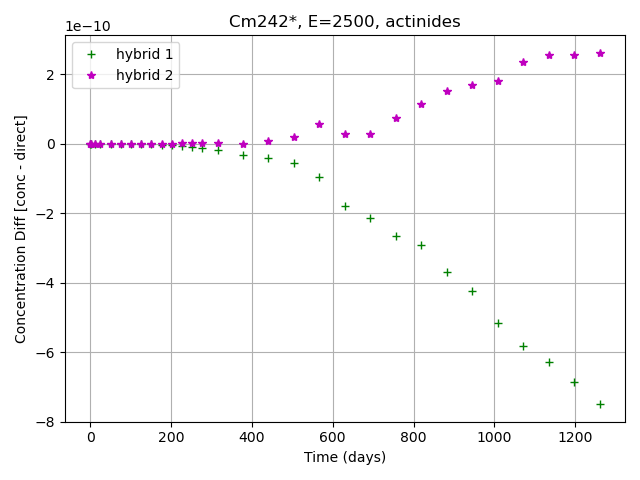 Cm242*, E=2500, actinides
1e−10
hybrid 1
hybrid 2
2
0
−2
−4
−6
−8
Concentration Diff [conc - direct]
0 200 400 600 800 1000 1200
Time (days)